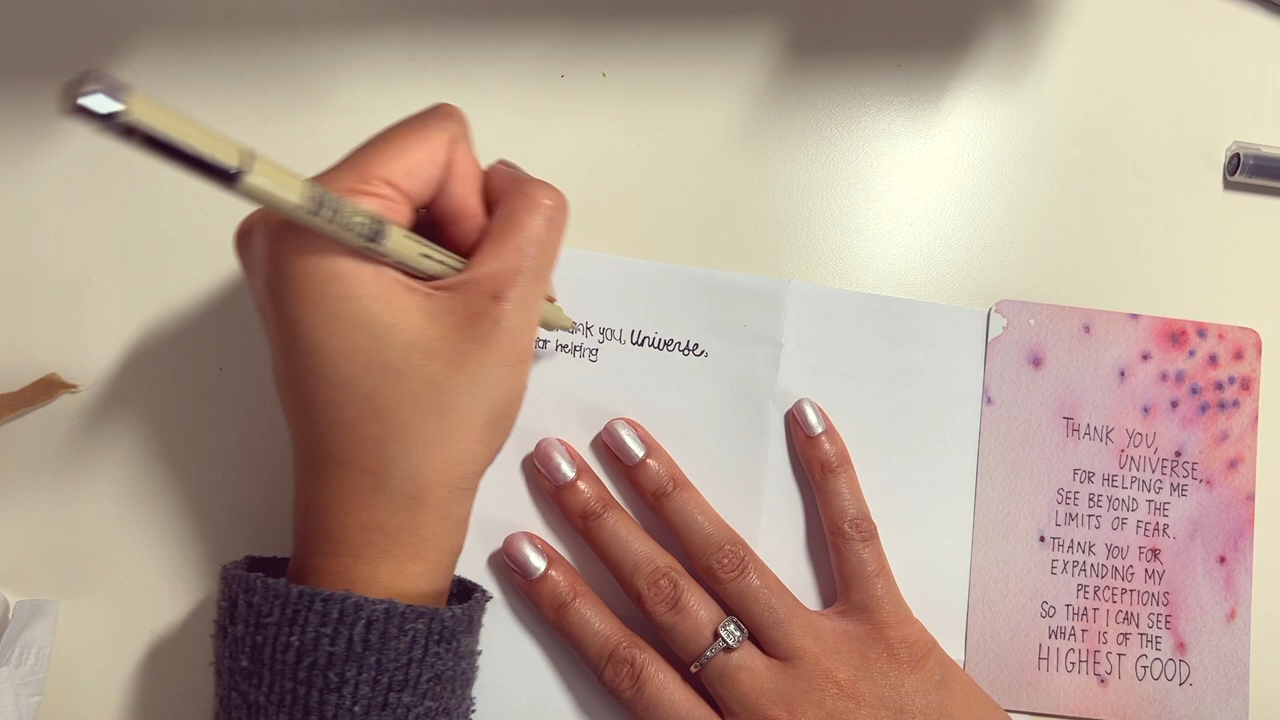 you, Universe,
for helping
THANK YOU,
UNIVERSE,
FOR HELPING ME
SEE BEYOND THE
LIMITS OF FEAR.
THANK YOU FOR
EXPANDING MY
PERCEPTIONS
SO THAT I CAN SEE
WHAT IS OF THE
HIGHEST GOOD.